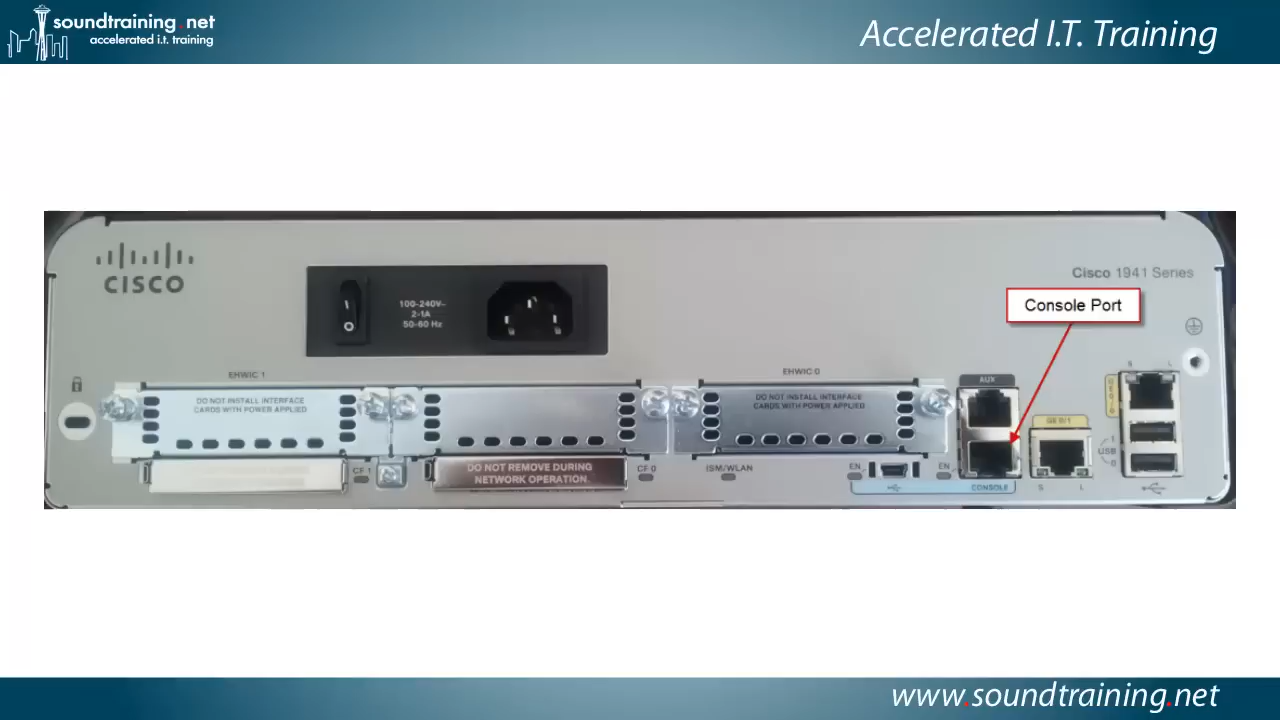 soundtraining.net
accelerated i.t. training
Accelerated I.T. Training
CISCO
Cisco 1941 Series
Console Port
100-240V~
2-1A
50-60 Hz
EHWIC 1
EHWIC 0
DO NOT INSTALL INTERFACE
CARDS WITH POWER APPLIED
DO NOT INSTALL INTERFACE
CARDS WITH POWER APPLIED
AUX
S L
GE 0/1
CF 1
DO NOT REMOVE DURING
NETWORK OPERATION.
CF 0
ISM/WLAN
EN
EN
CONSOLE
S L
1
USB
0
www.soundtraining.net